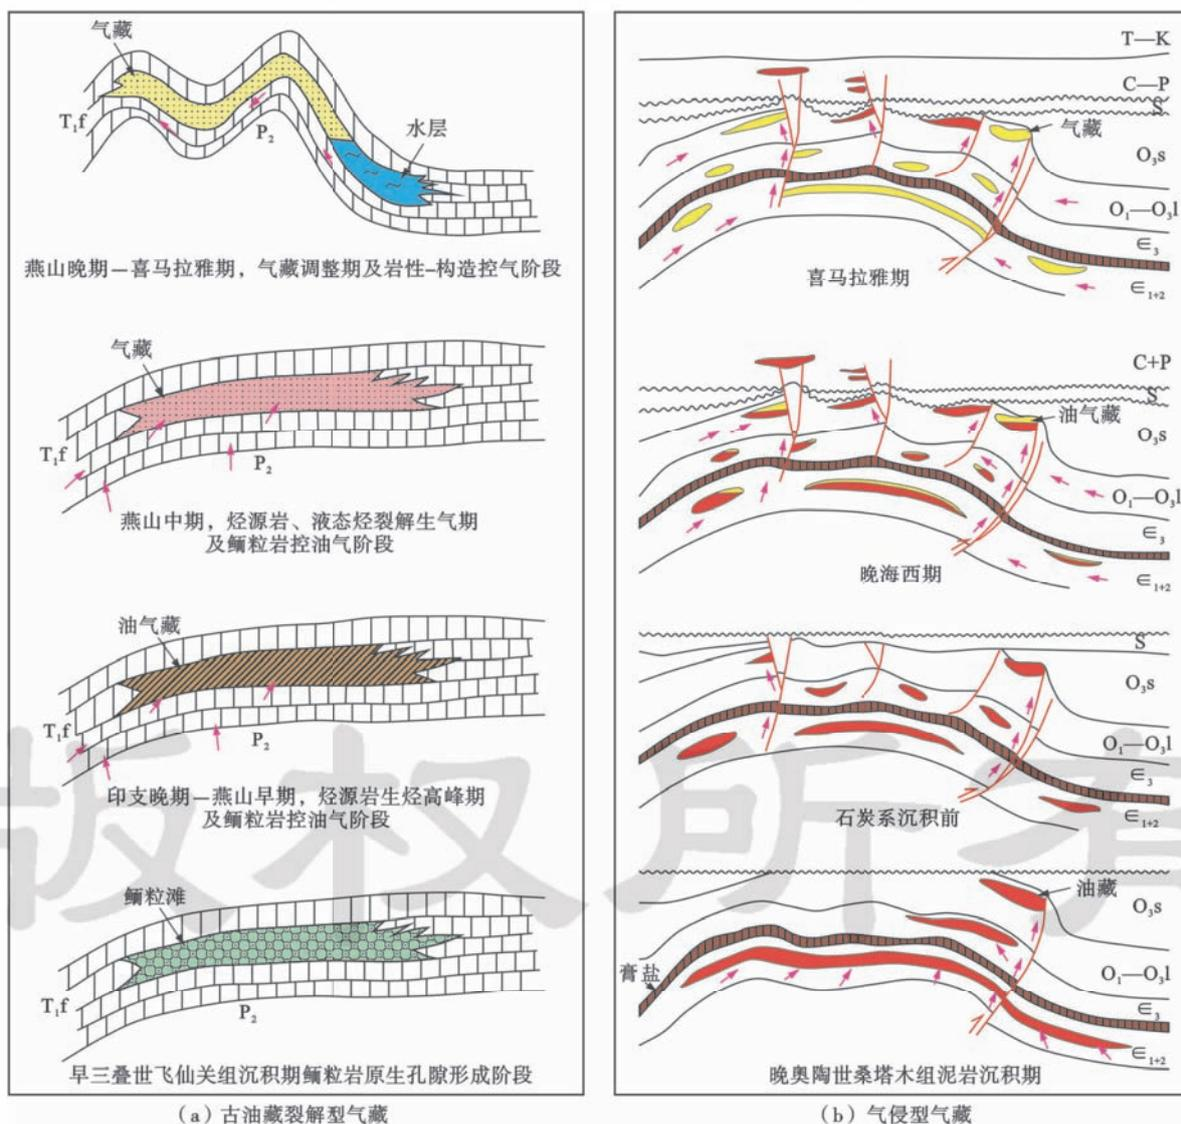 气藏
T₁f
P₂
水层
燕山晚期—喜马拉雅期，气藏调整期及岩性-构造控气阶段
气藏
T₁f
P₂
燕山中期，烃源岩、液态烃裂解生气期
及鲕粒岩控油气阶段
油气藏
T₁f
P₂
印支晚期—燕山早期，烃源岩生烃高峰期
及鲕粒岩控油气阶段
鲕粒滩
T₁f
P₂
早三叠世飞仙关组沉积期鲕粒岩原生孔隙形成阶段
（a）古油藏裂解型气藏
T—K
C—P
S
气藏
O₃s
O₁—O₃l
∈₃
∈₁₊₂
喜马拉雅期
C+P
S
油气藏
O₃s
O₁—O₃l
∈₃
∈₁₊₂
晚海西期
S
O₃s
O₁—O₃l
∈₃
∈₁₊₂
石炭系沉积前
油藏
O₃s
膏盐
O₁—O₃l
∈₃
∈₁₊₂
晚奥陶世桑塔木组泥岩沉积期
（b）气侵型气藏
版权所有